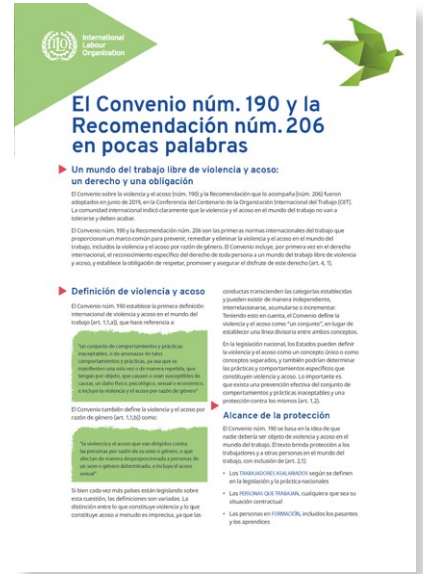 International
Labour
Organization
El Convenio núm. 190 y la
Recomendación núm. 206
en pocas palabras
Un mundo del trabajo libre de violencia y acoso:
un derecho y una obligación
El Convenio sobre la violencia y el acoso (núm. 190) y la Recomendación que lo acompaña (núm. 206) fueron
adoptados en junio de 2019, en la Conferencia del Centenario de la Organización Internacional del Trabajo (CIT).
La comunidad internacional indicó claramente que la violencia y el acoso en el mundo del trabajo no van a
tolerarse y deben acabar.
El Convenio núm. 190 y la Recomendación núm. 206 son las primeras normas internacionales del trabajo que
proporcionan un marco común para prevenir, remediar y eliminar la violencia y el acoso en el mundo del
trabajo, incluidos la violencia y el acoso por razón de género. El Convenio incluye, por primera vez en el derecho
internacional, el reconocimiento específico del derecho de toda persona a un mundo del trabajo libre de violencia
y acoso, y establece la obligación de respetar, promover y asegurar el disfrute de este derecho (art. 4, 1).
Definición de violencia y acoso
El Convenio núm. 190 establece la primera definición
internacional de violencia y acoso en el mundo del
trabajo (art. 1.1,a)), que hace referencia a:
"un conjunto de comportamientos y prácticas
inaceptables, o de amenazas de tales
comportamientos y prácticas, ya sea que se
manifiesten una sola vez o de manera repetida, que
tengan por objeto, que causen o sean susceptibles de
causar, un daño físico, psicológico, sexual o económico,
e incluye la violencia y el acoso por razón de género"
El Convenio también define la violencia y el acoso por
razón de género (art. 1.1,b)) como:
"la violencia y el acoso que van dirigidos contra
las personas por razón de su sexo o género, o que
afectan de manera desproporcionada a personas de
un sexo o género determinado, e incluye el acoso
sexual"
Si bien cada vez más países están legislando sobre
esta cuestión, las definiciones son variadas. La
distinción entre lo que constituye violencia y lo que
constituye acoso a menudo es imprecisa, ya que las
conductas transcienden las categorías establecidas
y pueden existir de manera independiente,
interrelacionarse, acumularse o incrementar.
Teniendo esto en cuenta, el Convenio define la
violencia y el acoso como "un conjunto", en lugar de
establecer una línea divisoria entre ambos conceptos.
En la legislación nacional, los Estados pueden definir
la violencia y el acoso como un concepto único o como
conceptos separados, y también podrían determinar
las prácticas y comportamientos específicos que
constituyen violencia y acoso. Lo importante es
que exista una prevención efectiva del conjunto de
comportamientos y prácticas inaceptables y una
protección contra los mismos (art. 1,2).
Alcance de la protección
El Convenio núm. 190 se basa en la idea de que
nadie debería ser objeto de violencia y acoso en el
mundo del trabajo. El texto brinda protección a los
trabajadores y a otras personas en el mundo del
trabajo, con inclusión de (art. 2,1):
• Los TRABAJADORES ASALARIADOS según se definen
en la legislación y la práctica nacionales
• Las PERSONAS QUE TRABAJAN, cualquiera que sea su
situación contractual
• Las personas en FORMACIÓN, incluidos los pasantes
y los aprendices